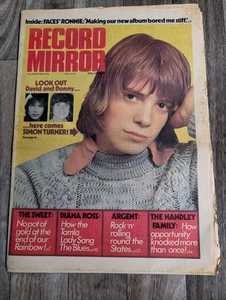 Inside: FACES' RONNIE: 'Making our new album bored me stiff.'
RECORD
MIRROR
LOOK OUT
David and Donny...
...here comes
SIMON TURNER!
THE SWEET:
No pot of
gold at the
end of our
Rainbow!
DIANA ROSS:
How the
Tamla
Lady Sang
The Blues
ARGENT:
Rock 'n'
rolling
round the
States
THE HANDLEY
FAMILY: How
opportunity
knocked more
than once!